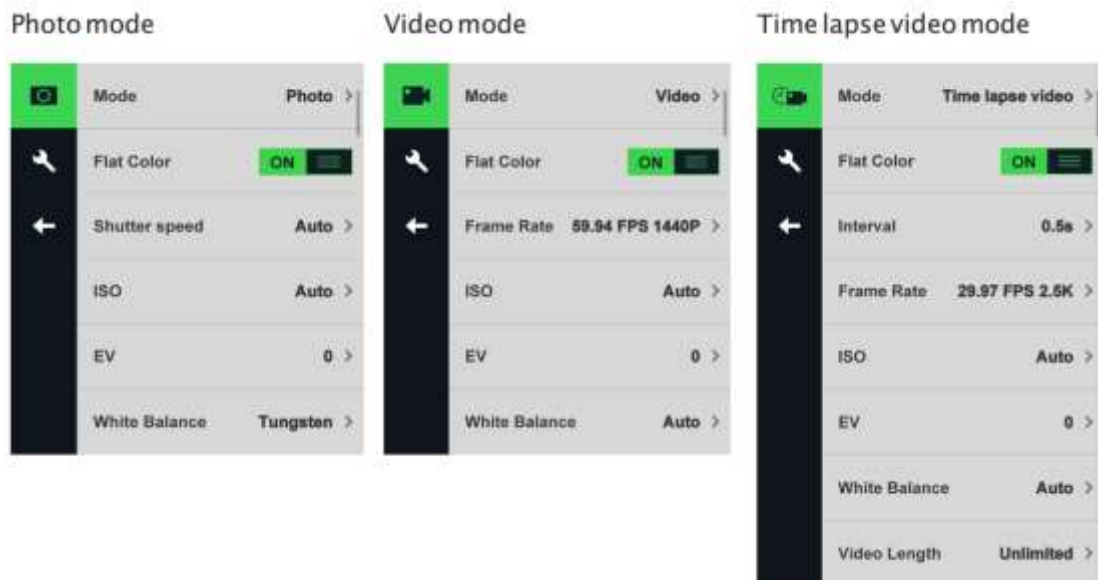 Photo mode
Mode Photo >
Flat Color ON
Shutter speed Auto >
ISO Auto >
EV 0 >
White Balance Tungsten >
Video mode
Mode Video >
Flat Color ON
Frame Rate 59.94 FPS 1440P >
ISO Auto >
EV 0 >
White Balance Auto >
Time lapse video mode
Mode Time lapse video >
Flat Color ON
Interval 0.5s >
Frame Rate 29.97 FPS 2.5K >
ISO Auto >
EV 0 >
White Balance Auto >
Video Length Unlimited >